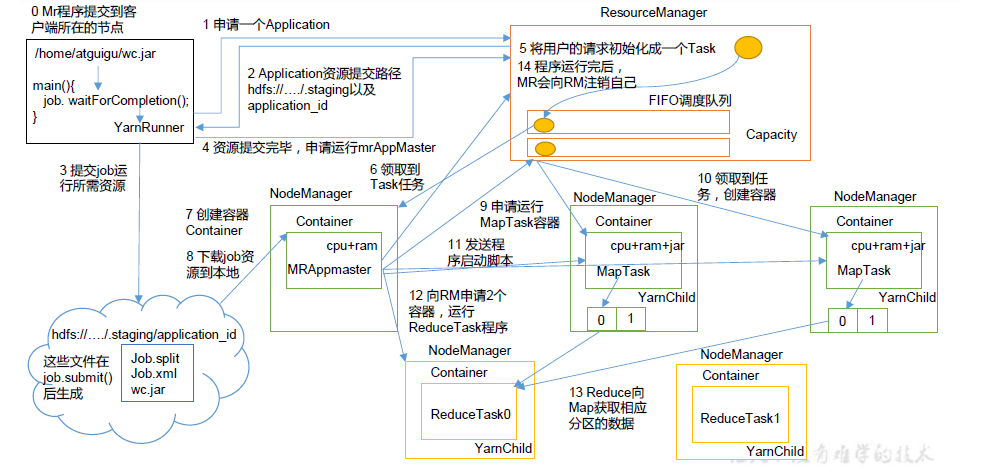 0 Mr程序提交到客
户端所在的节点
/home/atguigu/wc.jar
main(){
job. waitForCompletion();
}
YarnRunner
1 申请一个Application
2 Application资源提交路径
hdfs://…./.staging以及
application_id
4 资源提交完毕，申请运行mrAppMaster
3 提交job运
行所需资源
ResourceManager
5 将用户的请求初始化成一个Task
14 程序运行完后，
MR会向RM注销自己
FIFO调度队列
Capacity
6 领取到
Task任务
7 创建容器
Container
8 下载job资
源到本地
NodeManager
Container
cpu+ram
MRAppmaster
9 申请运行
MapTask容器
10 领取到任
务，创建容器
11 发送程
序启动脚本
NodeManager
Container
cpu+ram+jar
MapTask
YarnChild
0 1
NodeManager
Container
cpu+ram+jar
MapTask
YarnChild
0 1
12 向RM申请2个
容器，运行
ReduceTask程序
hdfs://…./.staging/application_id
这些文件在
job.submit()
后生成
Job.split
Job.xml
wc.jar
NodeManager
Container
ReduceTask0
YarnChild
13 Reduce向
Map获取相应
分区的数据
NodeManager
Container
ReduceTask1
YarnChild
有难学的技术